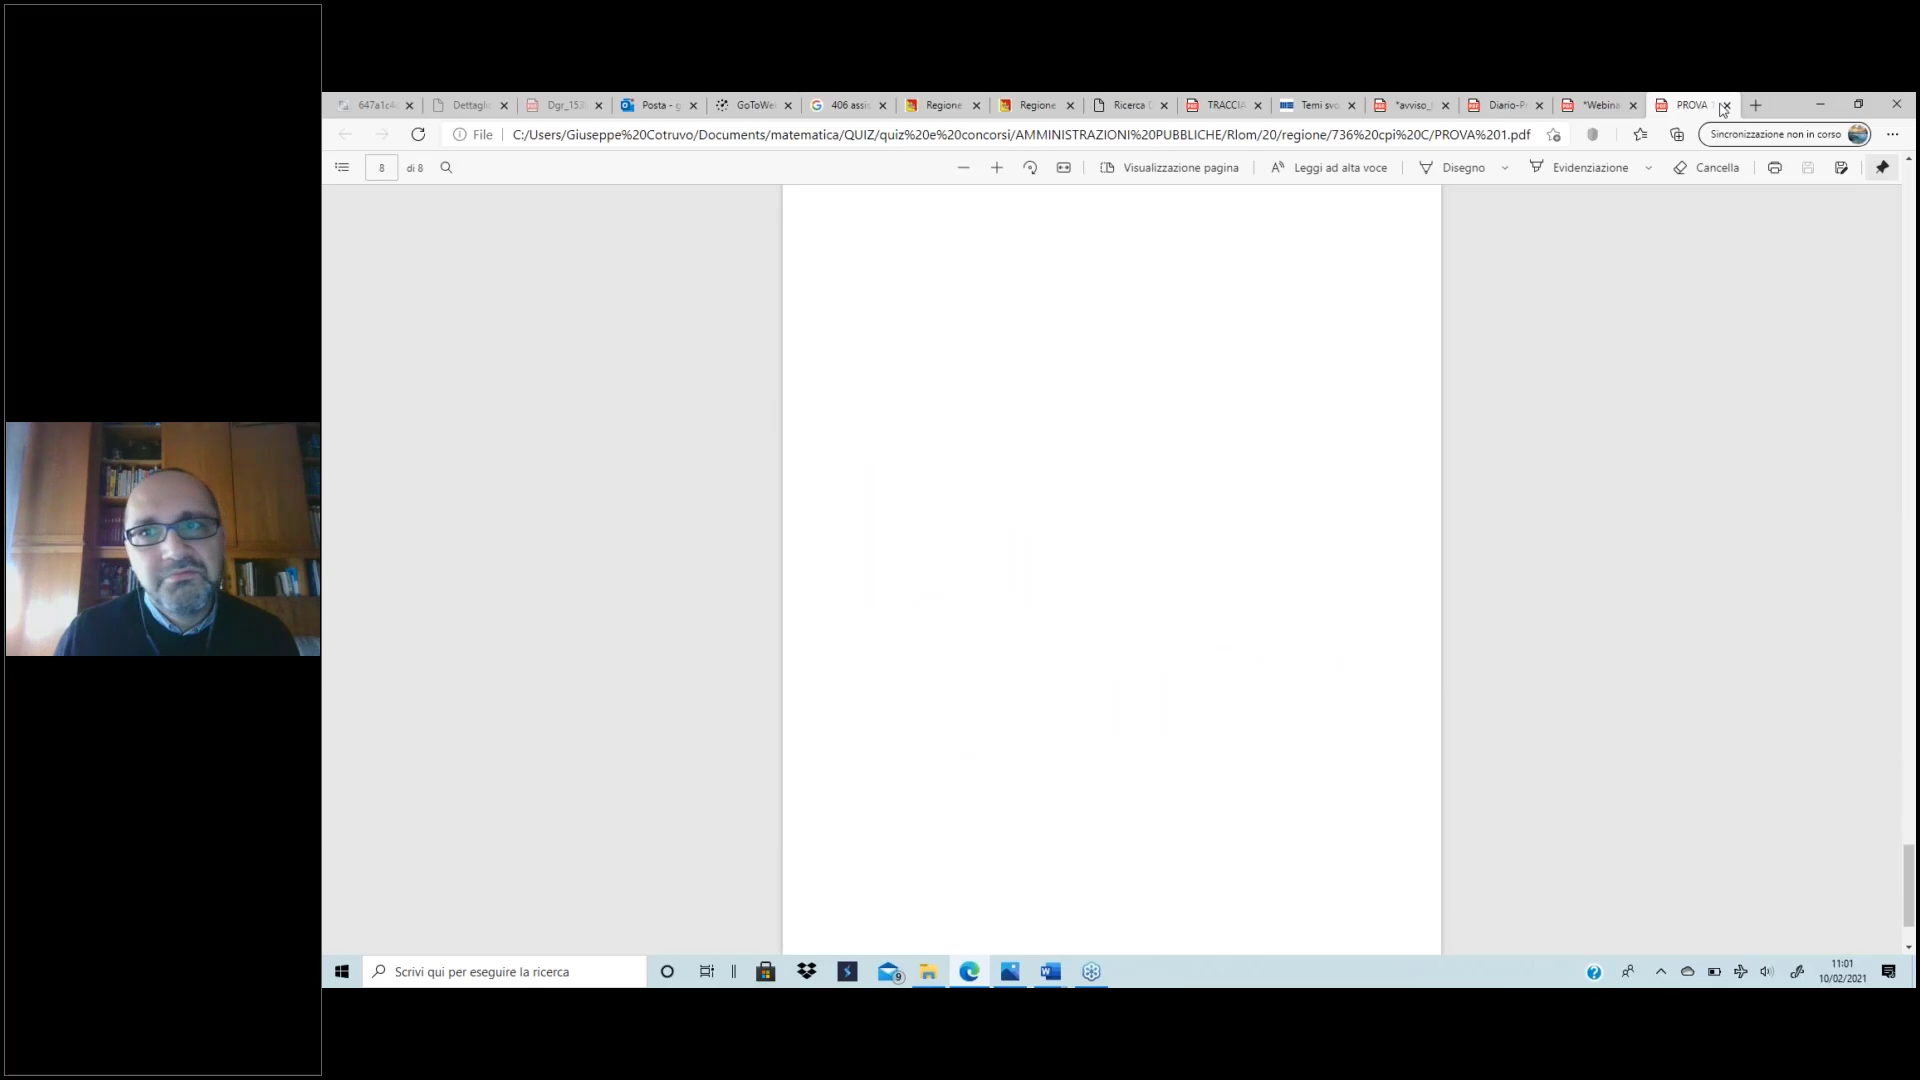 647a1c4 Dettagli Dgr_153 Posta - g GoToWe 406 assis Regione Regione Ricerca TRACCIA Temi svo *avviso_ Diario-P *Webina PROVA 1
File C:/Users/Giuseppe%20Cotruvo/Documents/matematica/QUIZ/quiz%20e%20concorsi/AMMINISTRAZIONI%20PUBBLICHE/Rlom/20/regione/736%20cpi%20C/PROVA%201.pdf Sincronizzazione non in corso
8 di 8 Visualizzazione pagina Leggi ad alta voce Disegno Evidenziazione Cancella
Scrivi qui per eseguire la ricerca 9 11:01
10/02/2021